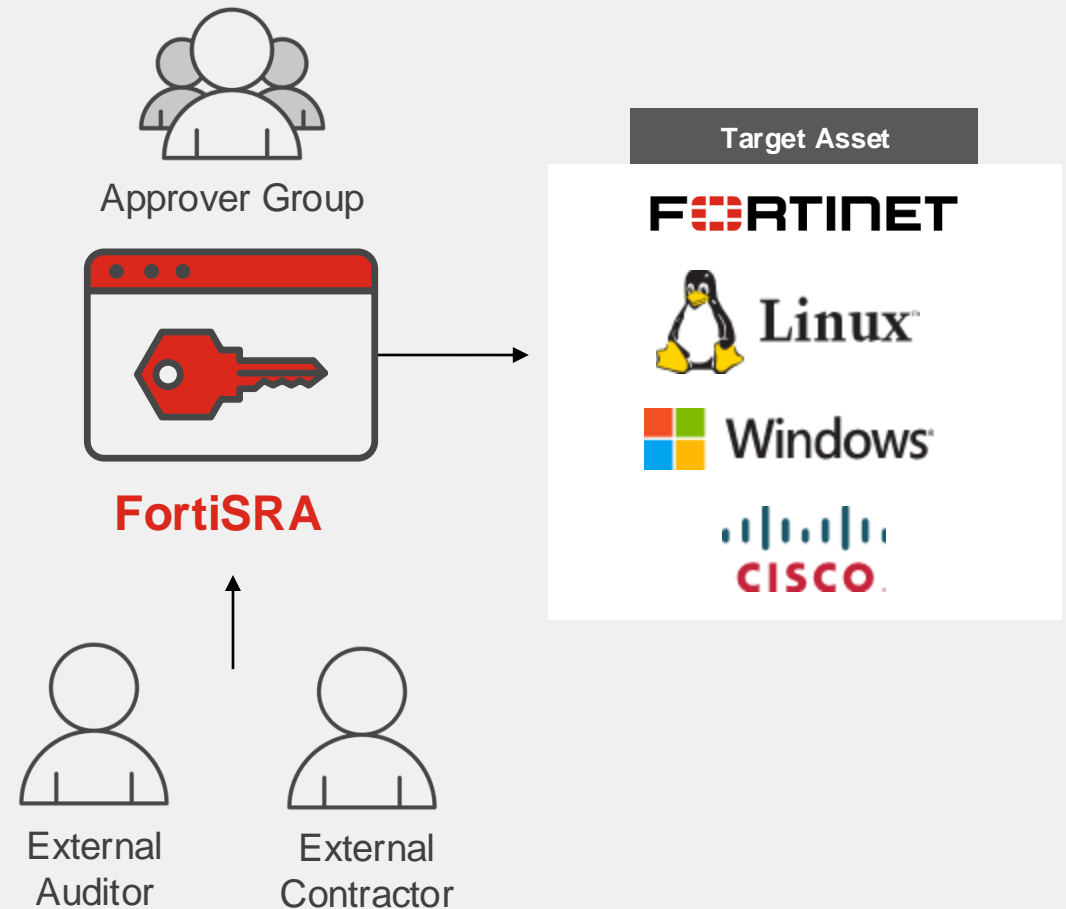 Approver Group
FortiSRA
External
Auditor
External
Contractor
Target Asset
FORTINET
Linux
Windows
CISCO